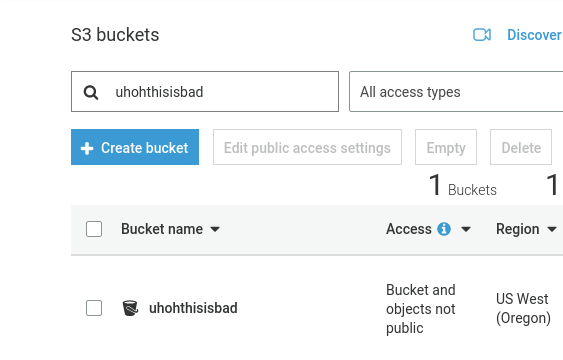 S3 buckets
Discover
uhohthisisbad
All access types
Create bucket
Edit public access settings
Empty
Delete
1 Buckets
1
Bucket name
Access
Region
uhohthisisbad
Bucket and
objects not
public
US West
(Oregon)